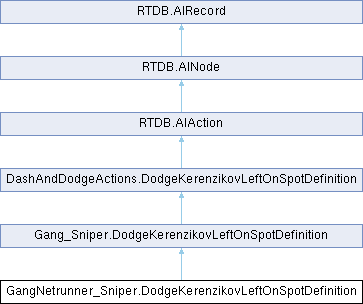 RTDB.AIRecord
RTDB.AINode
RTDB.AIAction
DashAndDodgeActions.DodgeKerenzikovLeftOnSpotDefinition
Gang_Sniper.DodgeKerenzikovLeftOnSpotDefinition
GangNetrunner_Sniper.DodgeKerenzikovLeftOnSpotDefinition